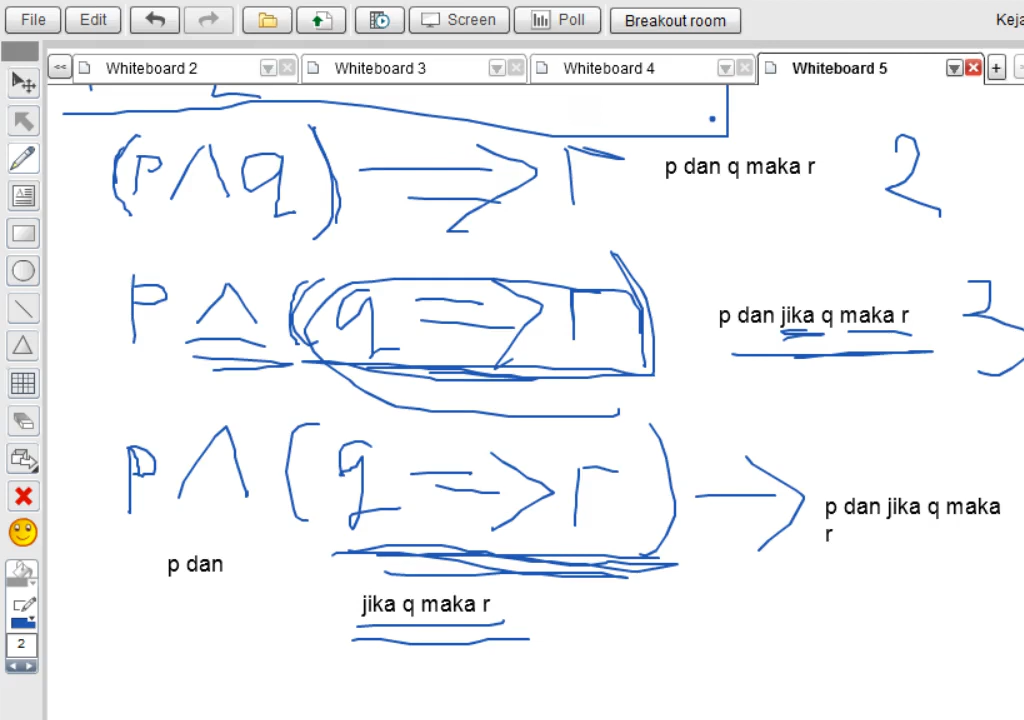 File Edit Screen Poll Breakout room Keja
<< Whiteboard 2 Whiteboard 3 Whiteboard 4 Whiteboard 5 +
(p ∧ q) => r p dan q maka r 2
p ∧ (q => r) p dan jika q maka r 3
p ∧ (q => r) → p dan jika q maka
r
p dan
jika q maka r
2